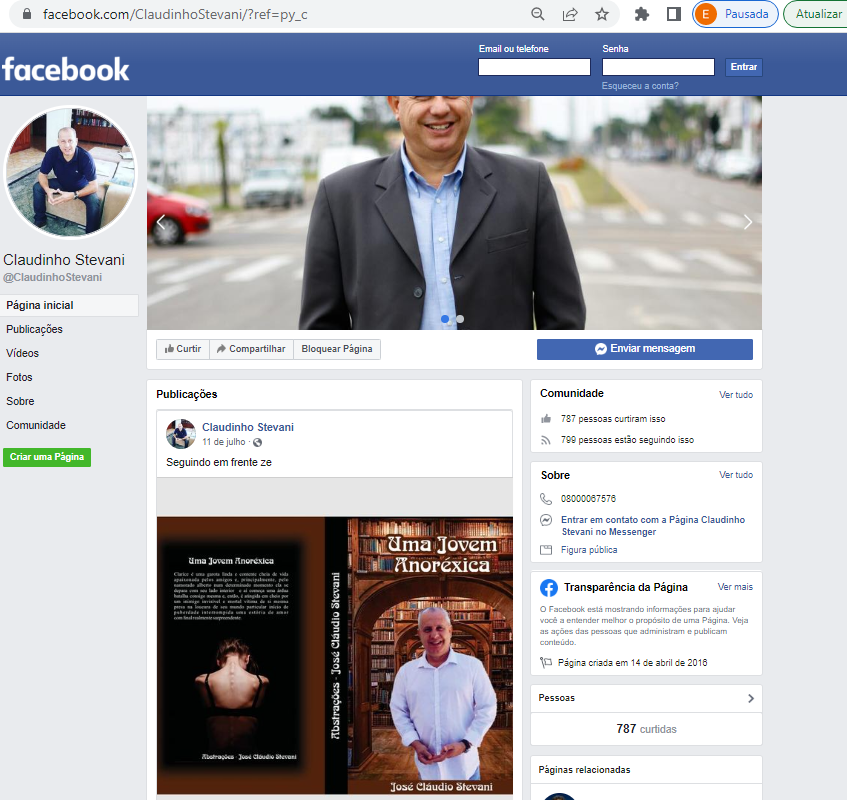 facebook.com/ClaudinhoStevani/?ref=py_c
E
Pausada
Atualizar
facebook
Email ou telefone
Senha
Entrar
Esqueceu a conta?
Claudinho Stevani
@ClaudinhoStevani
Página inicial
Publicações
Vídeos
Fotos
Sobre
Comunidade
Criar uma Página
Curtir
Compartilhar
Bloquear Página
Enviar mensagem
Publicações
Claudinho Stevani
11 de julho ·
Seguindo em frente ze
Uma Jovem Anoréxica
Abstrações - José Cláudio Stevani
Abstrações - José Cláudio Stevani
Uma Jovem
Anoréxica
José Cláudio Stevani
Comunidade
Ver tudo
787 pessoas curtiram isso
799 pessoas estão seguindo isso
Sobre
Ver tudo
08000067576
Entrar em contato com a Página Claudinho
Stevani no Messenger
Figura pública
Transparência da Página
Ver mais
O Facebook está mostrando informações para ajudar
você a entender melhor o propósito de uma Página. Veja
as ações das pessoas que administram e publicam
conteúdo.
Página criada em 14 de abril de 2016
Pessoas
787 curtidas
Páginas relacionadas